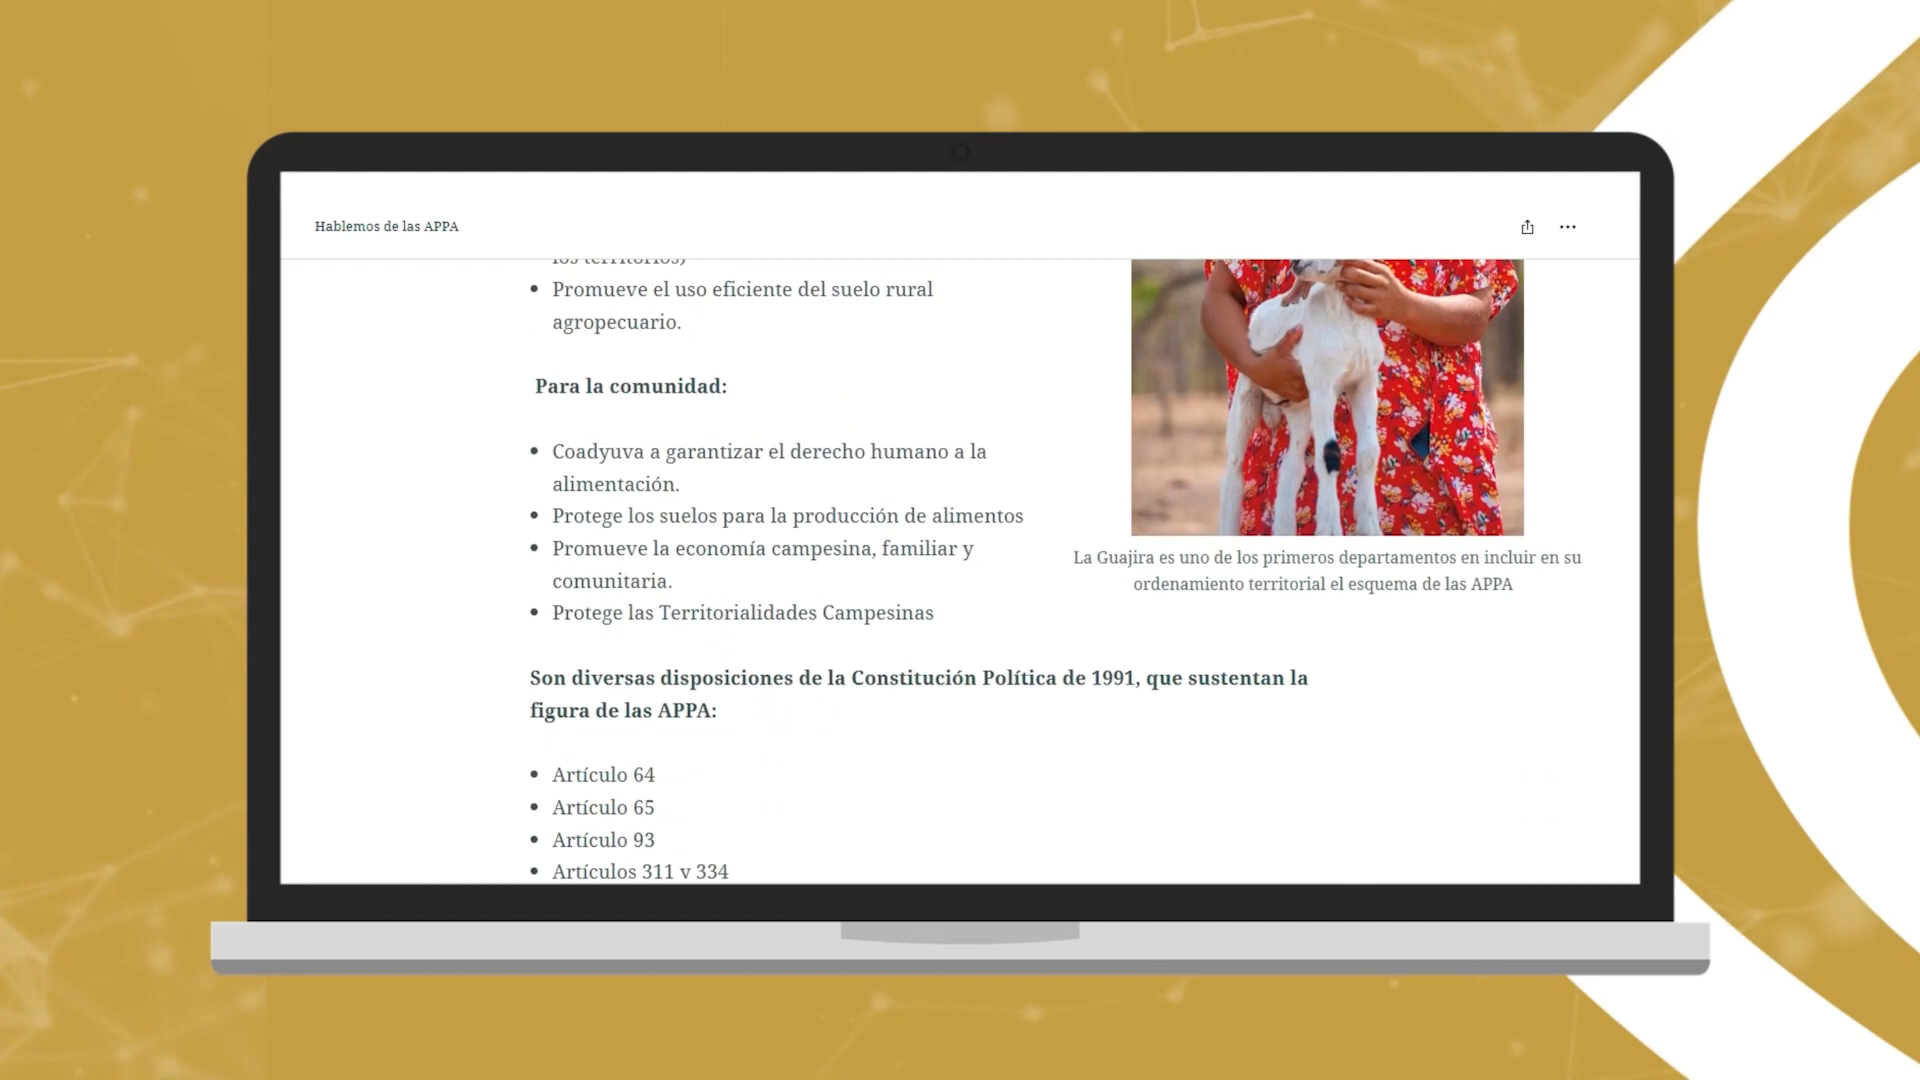 Hablemos de las APPA
los territorios)
Promueve el uso eficiente del suelo rural
agropecuario.
Para la comunidad:
Coadyuva a garantizar el derecho humano a la
alimentación.
Protege los suelos para la producción de alimentos
Promueve la economía campesina, familiar y
comunitaria.
Protege las Territorialidades Campesinas
La Guajira es uno de los primeros departamentos en incluir en su
ordenamiento territorial el esquema de las APPA
Son diversas disposiciones de la Constitución Política de 1991, que sustentan la
figura de las APPA:
Artículo 64
Artículo 65
Artículo 93
Artículos 311 y 334